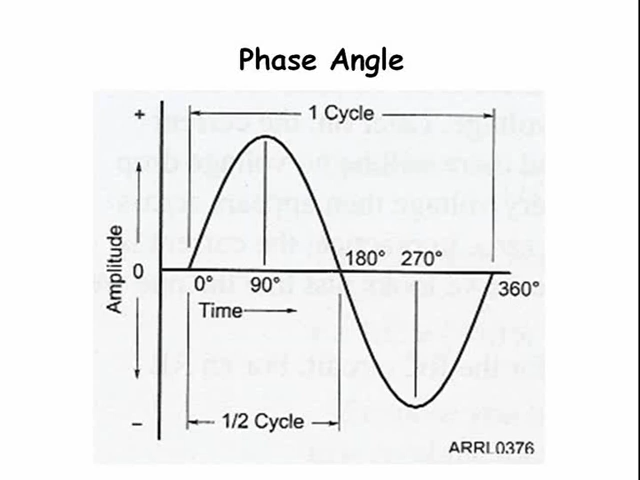 Phase Angle
+
1 Cycle
Amplitude
0
0°
90°
180°
270°
360°
Time
1/2 Cycle
–
ARRL0376